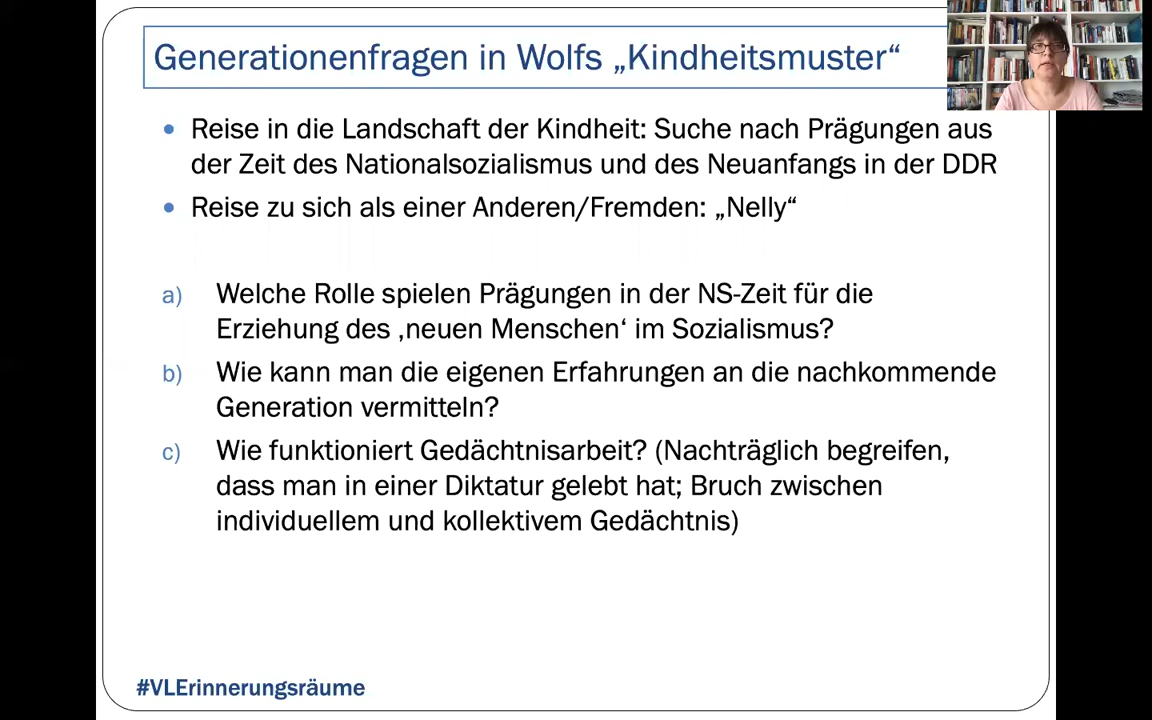 Generationenfragen in Wolfs „Kindheitsmuster“
• Reise in die Landschaft der Kindheit: Suche nach Prägungen aus
der Zeit des Nationalsozialismus und des Neuanfangs in der DDR
• Reise zu sich als einer Anderen/Fremden: „Nelly“
a) Welche Rolle spielen Prägungen in der NS-Zeit für die
Erziehung des ‚neuen Menschen‘ im Sozialismus?
b) Wie kann man die eigenen Erfahrungen an die nachkommende
Generation vermitteln?
c) Wie funktioniert Gedächtnisarbeit? (Nachträglich begreifen,
dass man in einer Diktatur gelebt hat; Bruch zwischen
individuellem und kollektivem Gedächtnis)
#VLErinnerungsräume